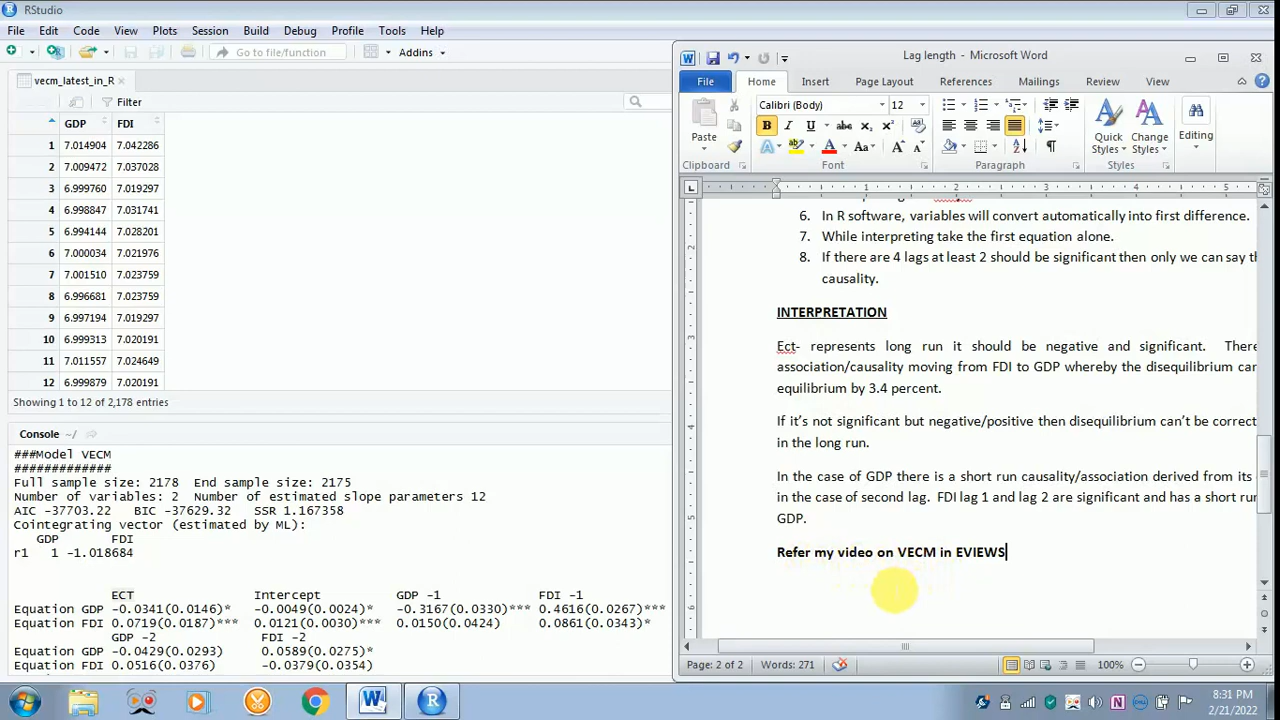 RStudio
File Edit Code View Plots Session Build Debug Profile Tools Help
Go to file/function Addins
vecm_latest_in_R
Filter
GDP FDI
1 7.014904 7.042286
2 7.009472 7.037028
3 6.999760 7.019297
4 6.998847 7.031741
5 6.994144 7.028201
6 7.000034 7.021976
7 7.001510 7.023759
8 6.996681 7.023759
9 6.997194 7.019297
10 6.999313 7.020191
11 7.011557 7.024649
12 6.999879 7.020191
Showing 1 to 12 of 2,178 entries
Console ~/
###Model VECM
#############
Full sample size: 2178 End sample size: 2175
Number of variables: 2 Number of estimated slope parameters 12
AIC -37703.22 BIC -37629.32 SSR 1.167358
Cointegrating vector (estimated by ML):
GDP FDI
r1 1 -1.018684
ECT Intercept GDP -1 FDI -1
Equation GDP -0.0341(0.0146)* -0.0049(0.0024)* -0.3167(0.0330)*** 0.4616(0.0267)***
Equation FDI 0.0719(0.0187)*** 0.0121(0.0030)*** 0.0150(0.0424) 0.0861(0.0343)*
GDP -2 FDI -2
Equation GDP -0.0429(0.0293) 0.0589(0.0275)*
Equation FDI 0.0516(0.0376) -0.0379(0.0354)
Lag length - Microsoft Word
File Home Insert Page Layout References Mailings Review View
Calibri (Body) 12
Paste
Quick Styles
Change Styles
Editing
Clipboard Font Paragraph Styles
6. In R software, variables will convert automatically into first difference.
7. While interpreting take the first equation alone.
8. If there are 4 lags at least 2 should be significant then only we can say th
causality.
INTERPRETATION
Ect- represents long run it should be negative and significant. There
association/causality moving from FDI to GDP whereby the disequilibrium can
equilibrium by 3.4 percent.
If it's not significant but negative/positive then disequilibrium can't be correct
in the long run.
In the case of GDP there is a short run causality/association derived from its
in the case of second lag. FDI lag 1 and lag 2 are significant and has a short run
GDP.
Refer my video on VECM in EVIEWS
Page: 2 of 2 Words: 271 100%
8:31 PM
2/21/2022